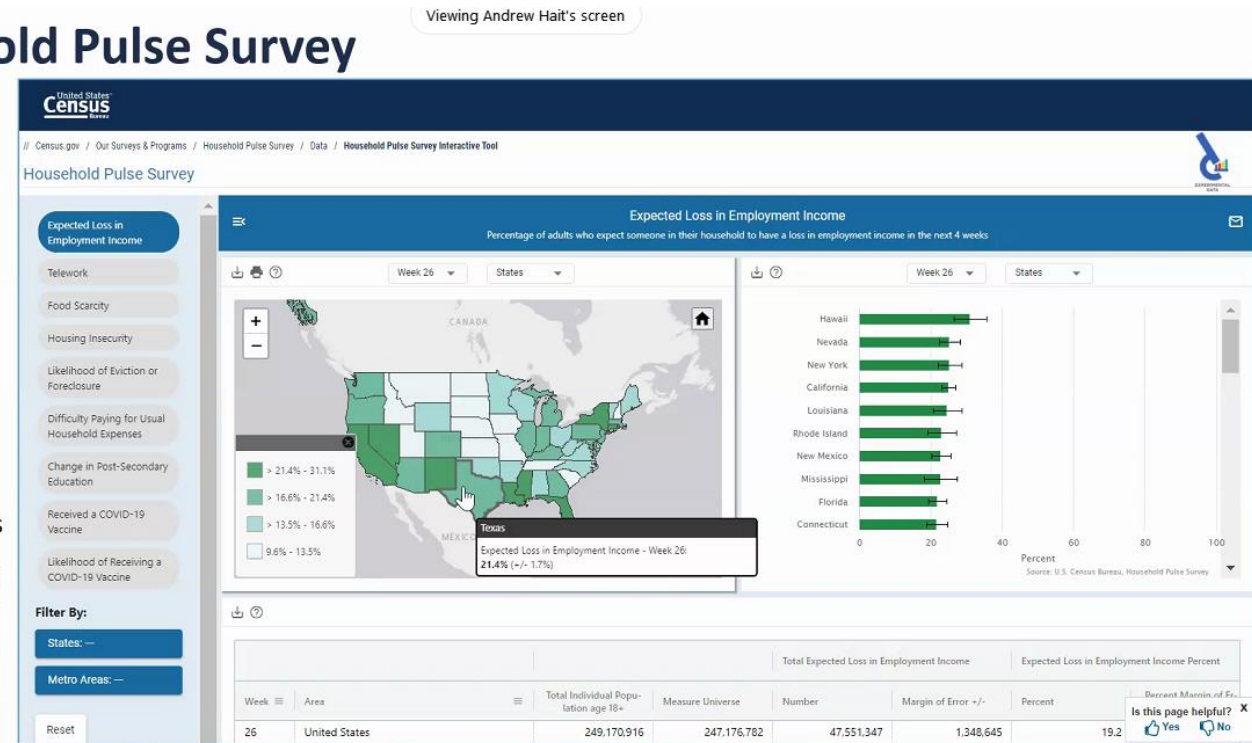 Viewing Andrew Hait's screen
old Pulse Survey
United States®
Census
Bureau
// Census.gov / Our Surveys & Programs / Household Pulse Survey / Data / Household Pulse Survey Interactive Tool
EXPERIMENTAL
DATA
Household Pulse Survey
Expected Loss in
Employment Income
Telework
Food Scarcity
Housing Insecurity
Likelihood of Eviction or
Foreclosure
Difficulty Paying for Usual
Household Expenses
Change in Post-Secondary
Education
Received a COVID-19
Vaccine
Likelihood of Receiving a
COVID-19 Vaccine
s
Filter By:
States: —
Metro Areas: —
Reset
Expected Loss in Employment Income
Percentage of adults who expect someone in their household to have a loss in employment income in the next 4 weeks
Week 26 States
+
−
CANADA
MÉXICO
> 21.4% - 31.1%
> 16.6% - 21.4%
> 13.5% - 16.6%
9.6% - 13.5%
Texas
Expected Loss in Employment Income - Week 26:
21.4% (+/- 1.7%)
Week 26 States
Hawaii
Nevada
New York
California
Louisiana
Rhode Island
New Mexico
Mississippi
Florida
Connecticut
0 20 40 60 80 100
Percent
Source: U.S. Census Bureau, Household Pulse Survey
Total Expected Loss in Employment Income Expected Loss in Employment Income Percent
Week Area Total Individual Popu-
lation age 18+ Measure Universe Number Margin of Error +/- Percent Percent Margin of Er-
26 United States 249,170,916 247,176,782 47,551,347 1,348,645 19.2
Is this page helpful? X
Yes No